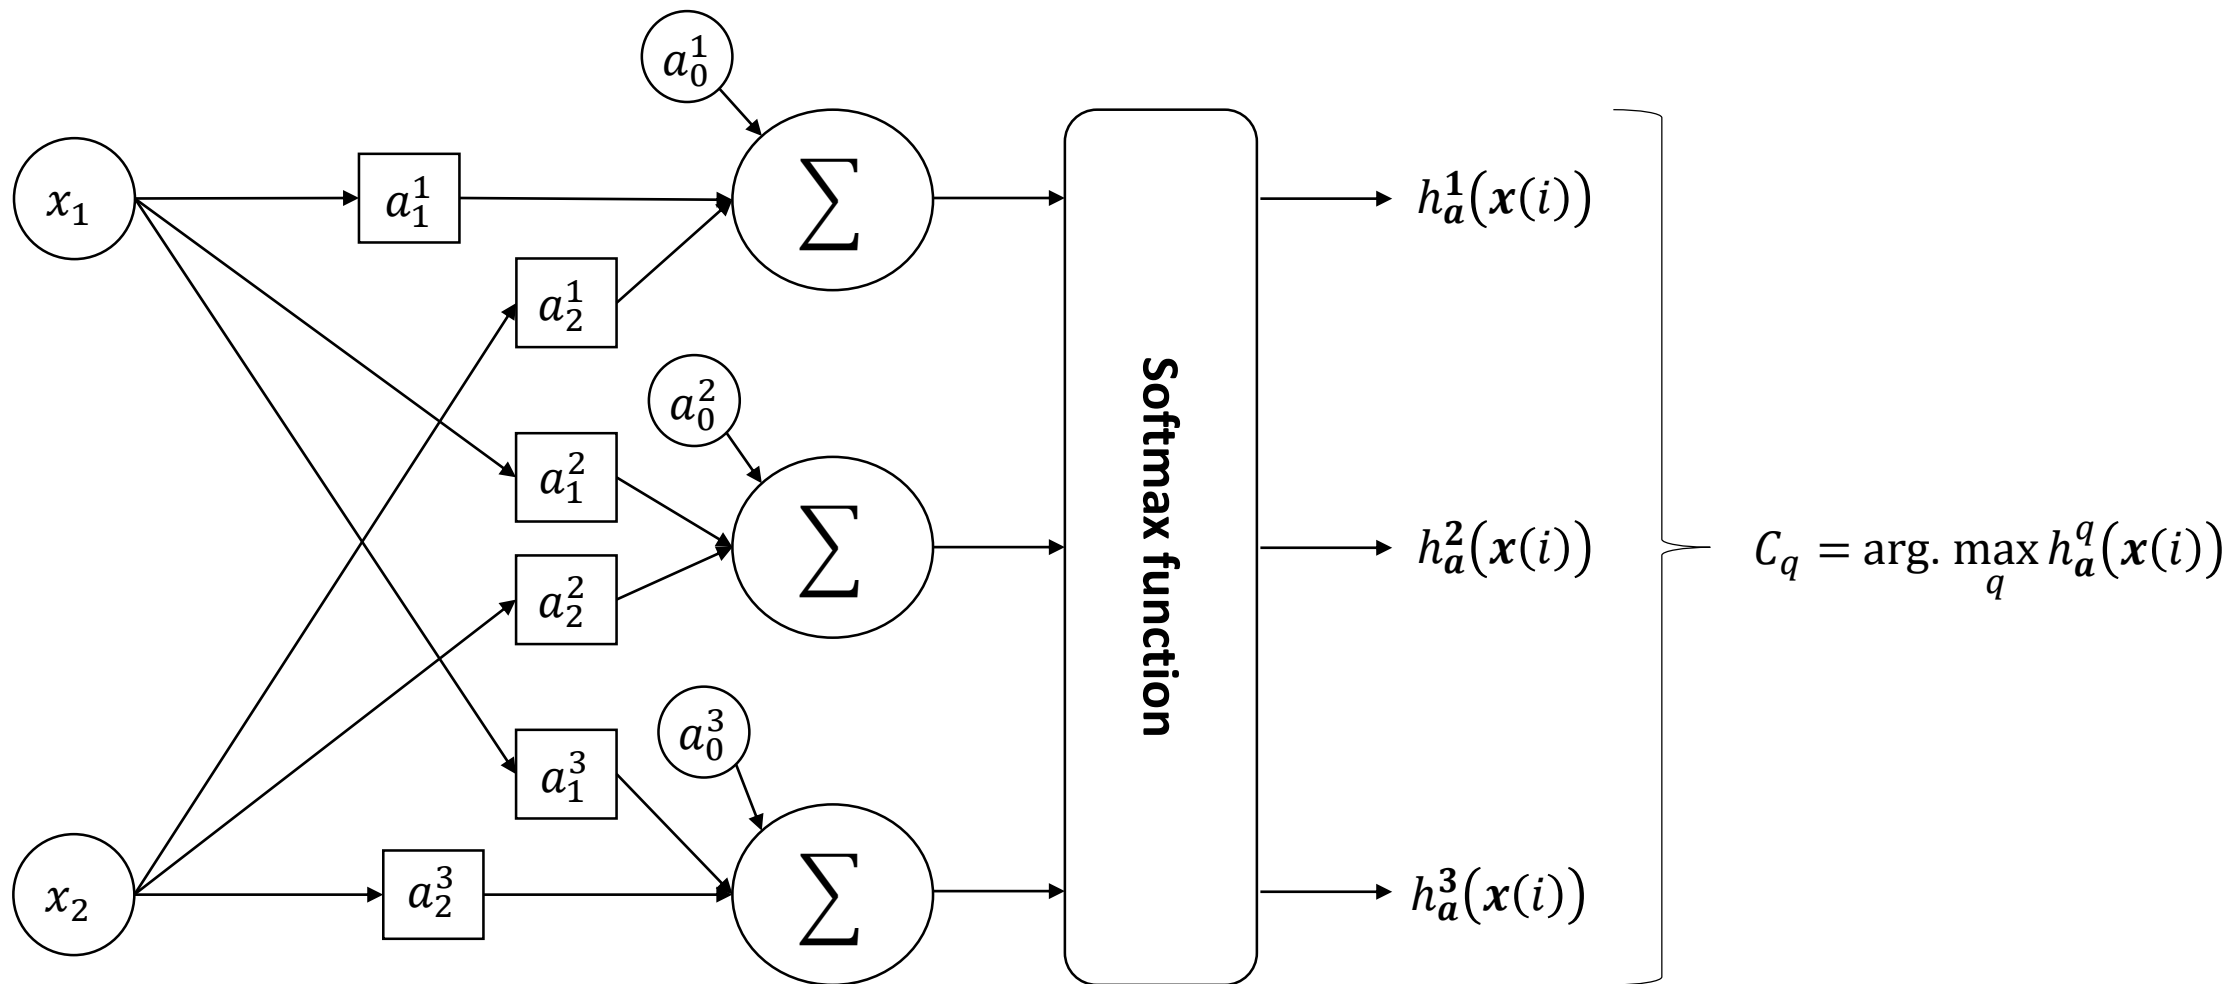 a_0^1
x_1
a_1^1
∑
h_a^1(x(i))
a_2^1
a_0^2
a_1^2
∑
Softmax function
h_a^2(x(i))
C_q = arg. max_q h_a^q(x(i))
a_2^2
a_0^3
a_1^3
x_2
a_2^3
∑
h_a^3(x(i))